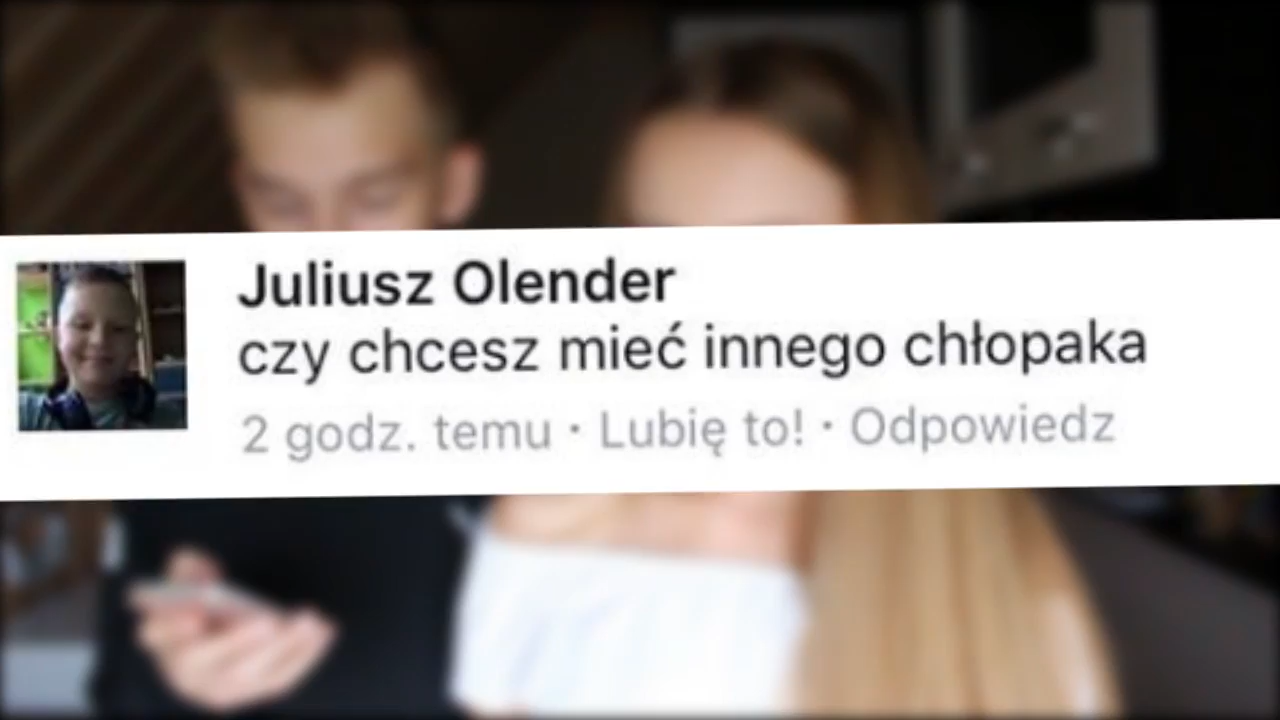 Juliusz Olender
czy chcesz mieć innego chłopaka
2 godz. temu · Lubię to! · Odpowiedz